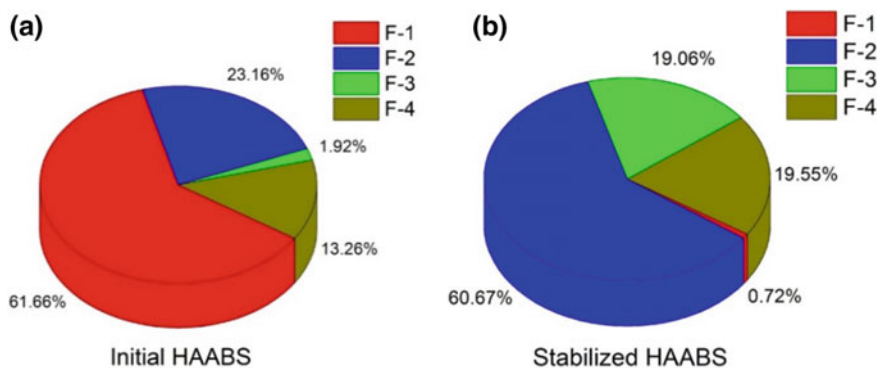 (a)
F-1
F-2
F-3
F-4
23.16%
1.92%
13.26%
61.66%
Initial HAABS
(b)
F-1
F-2
F-3
F-4
19.06%
19.55%
0.72%
60.67%
Stabilized HAABS